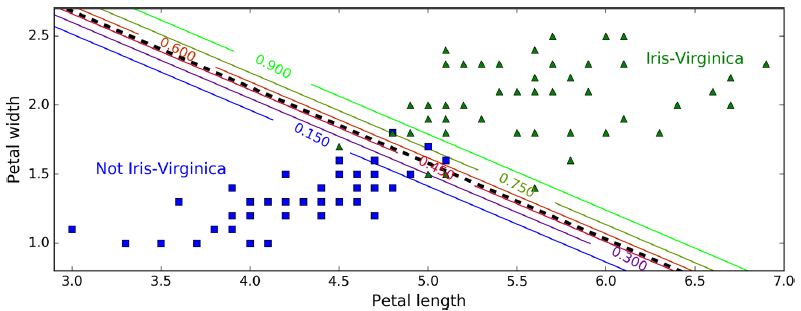 2.5
2.0
1.5
1.0
Petal width
0.600
0.900
Iris-Virginica
0.150
Not Iris-Virginica
0.450
0.750
0.300
3.0 3.5 4.0 4.5 5.0 5.5 6.0 6.5 7.0
Petal length